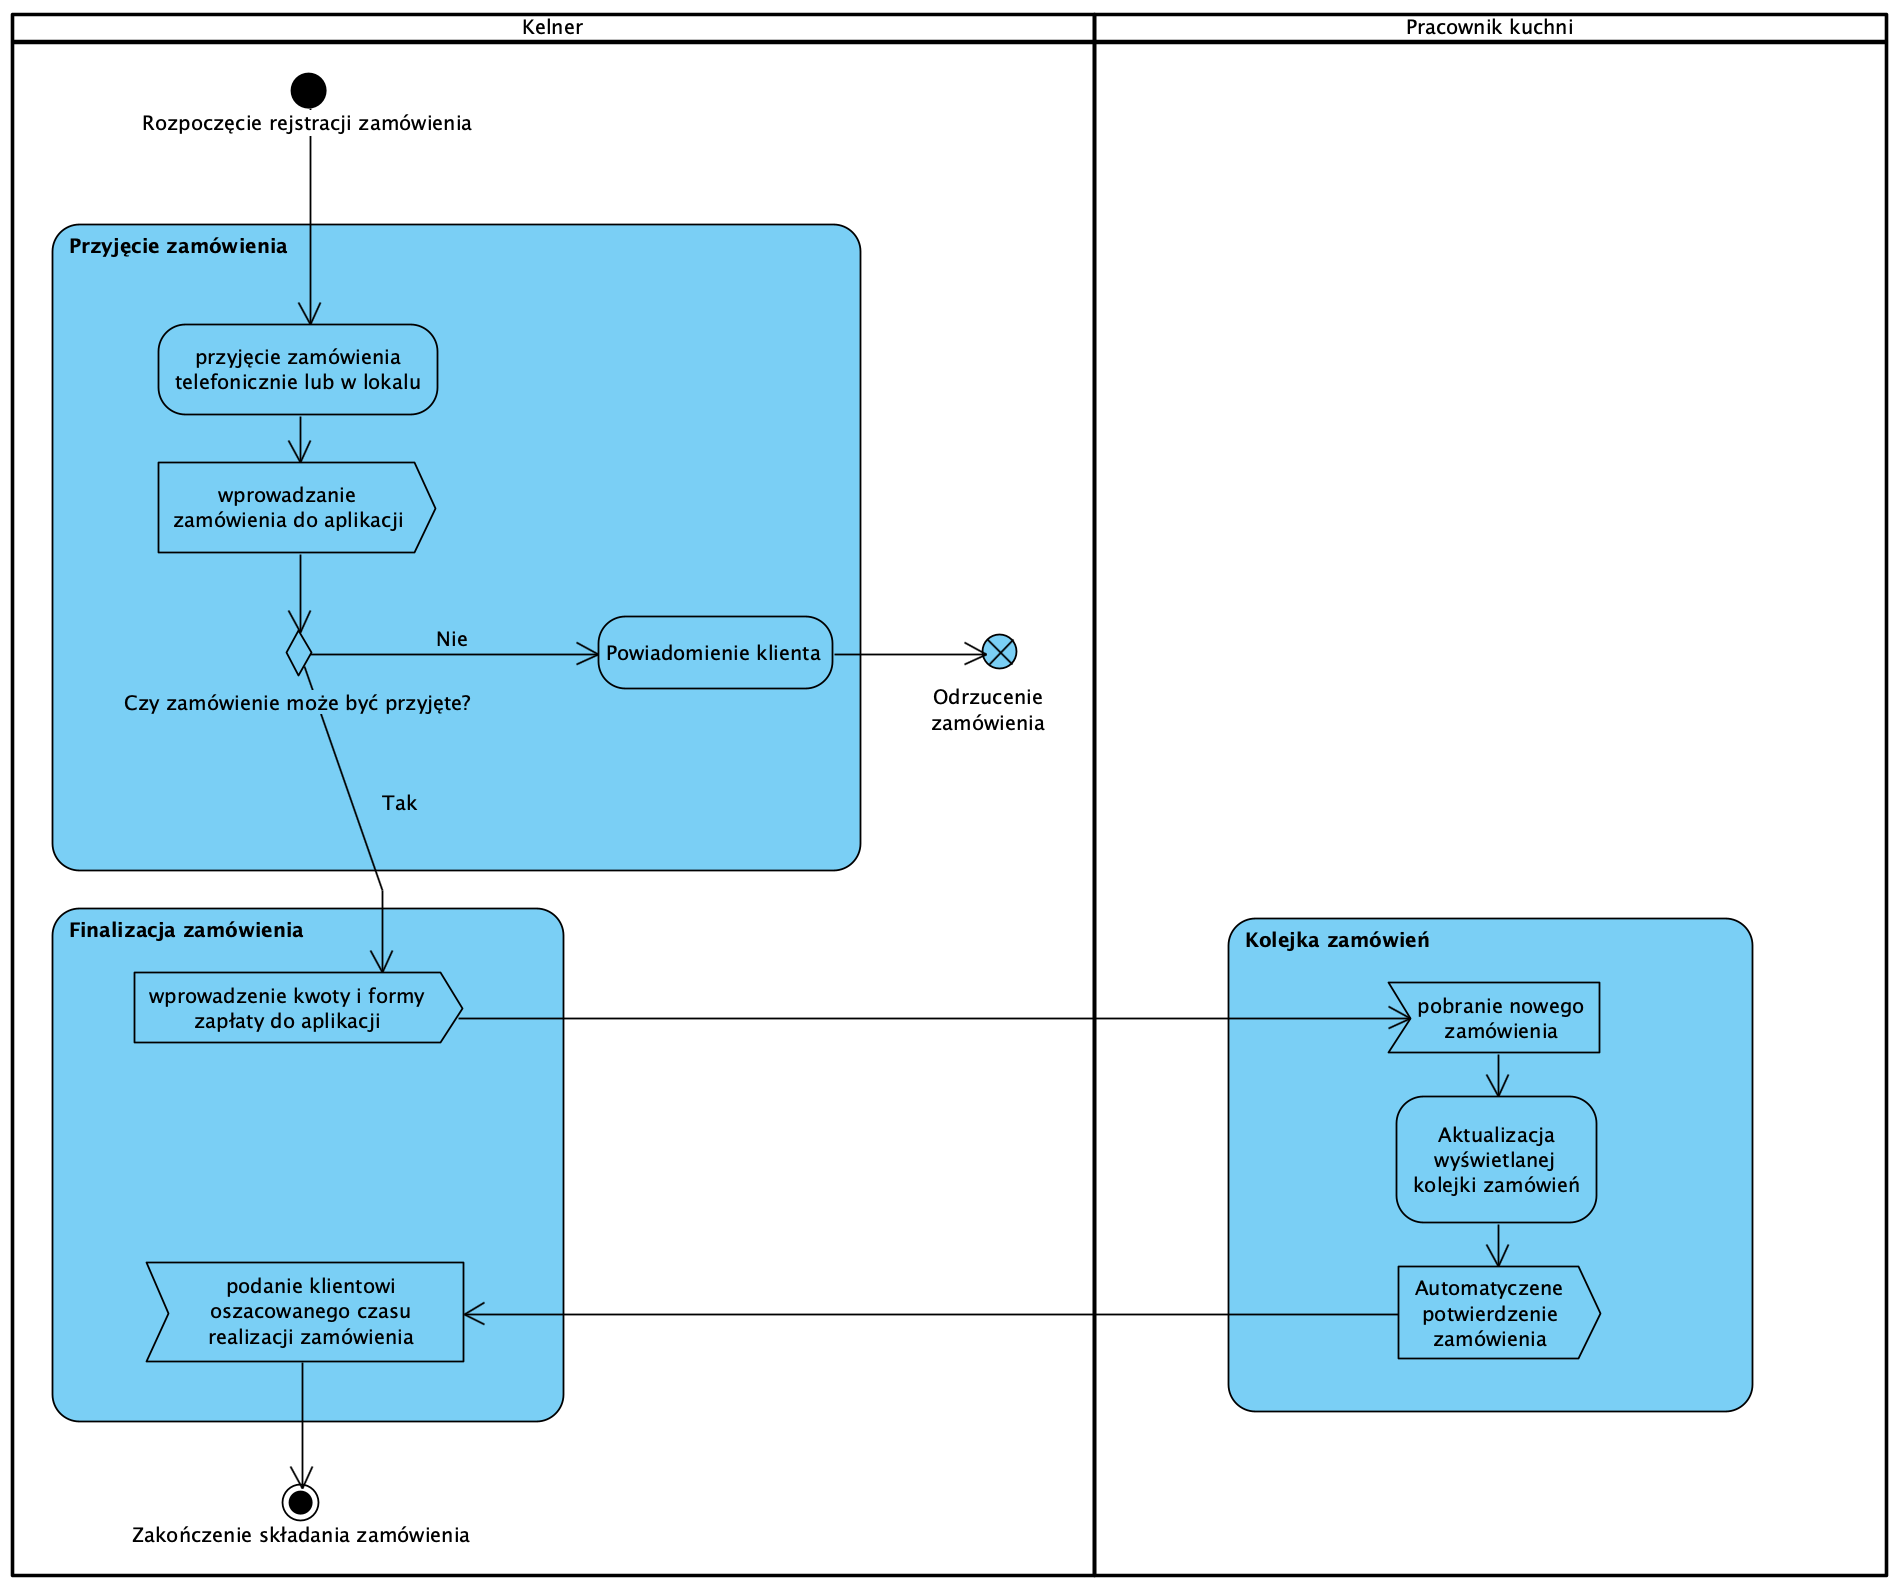 Kelner
Pracownik kuchni
Rozpoczęcie rejstracji zamówienia
Przyjęcie zamówienia
przyjęcie zamówienia
telefonicznie lub w lokalu
wprowadzanie
zamówienia do aplikacji
Nie
Powiadomienie klienta
Czy zamówienie może być przyjęte?
Odrzucenie
zamówienia
Tak
Finalizacja zamówienia
wprowadzenie kwoty i formy
zapłaty do aplikacji
Kolejka zamówień
pobranie nowego
zamówienia
Aktualizacja
wyświetlanej
kolejki zamówień
Automatyczene
potwierdzenie
zamówienia
podanie klientowi
oszacowanego czasu
realizacji zamówienia
Zakończenie składania zamówienia